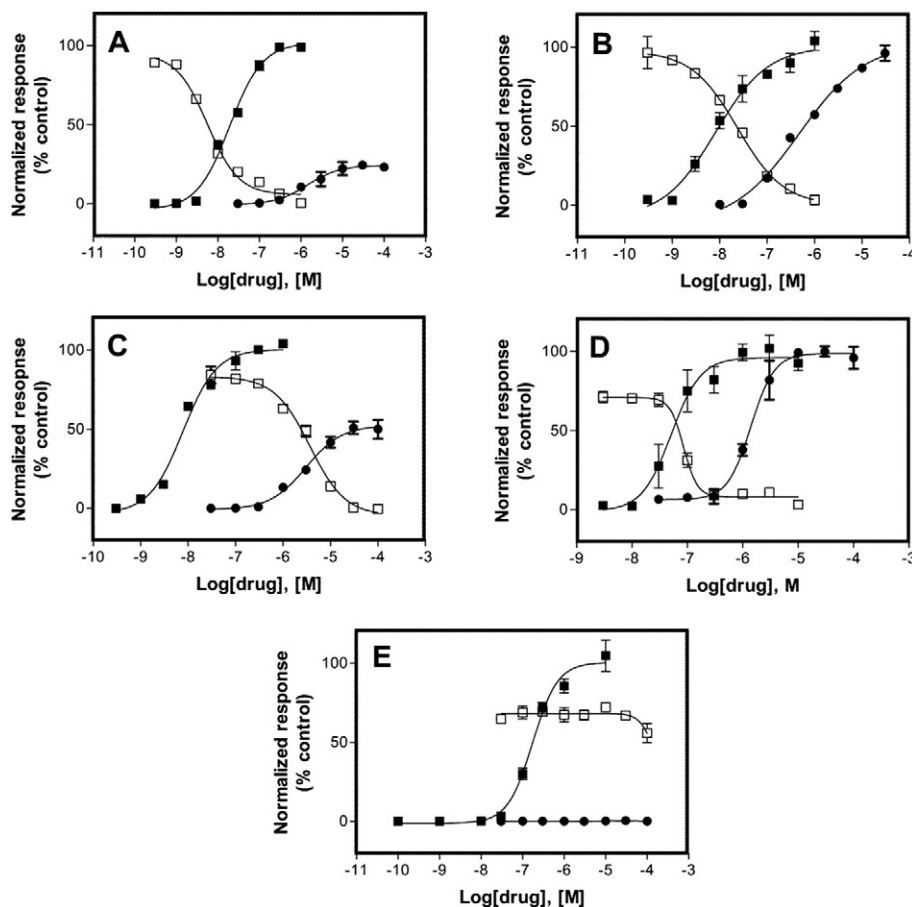 A
Normalized response
(% control)
100
50
0
-11 -10 -9 -8 -7 -6 -5 -4 -3
Log[drug], [M]
B
Normalized response
(% control)
100
50
0
-11 -10 -9 -8 -7 -6 -5 -4
Log[drug], [M]
C
Normalized resopnse
(% control)
100
50
0
-10 -9 -8 -7 -6 -5 -4 -3
Log[drug], [M]
D
Normalized response
(% control)
100
50
0
-9 -8 -7 -6 -5 -4 -3
Log[drug], M
E
Normalized response
(% control)
100
50
0
-11 -10 -9 -8 -7 -6 -5 -4 -3
Log[drug], [M]